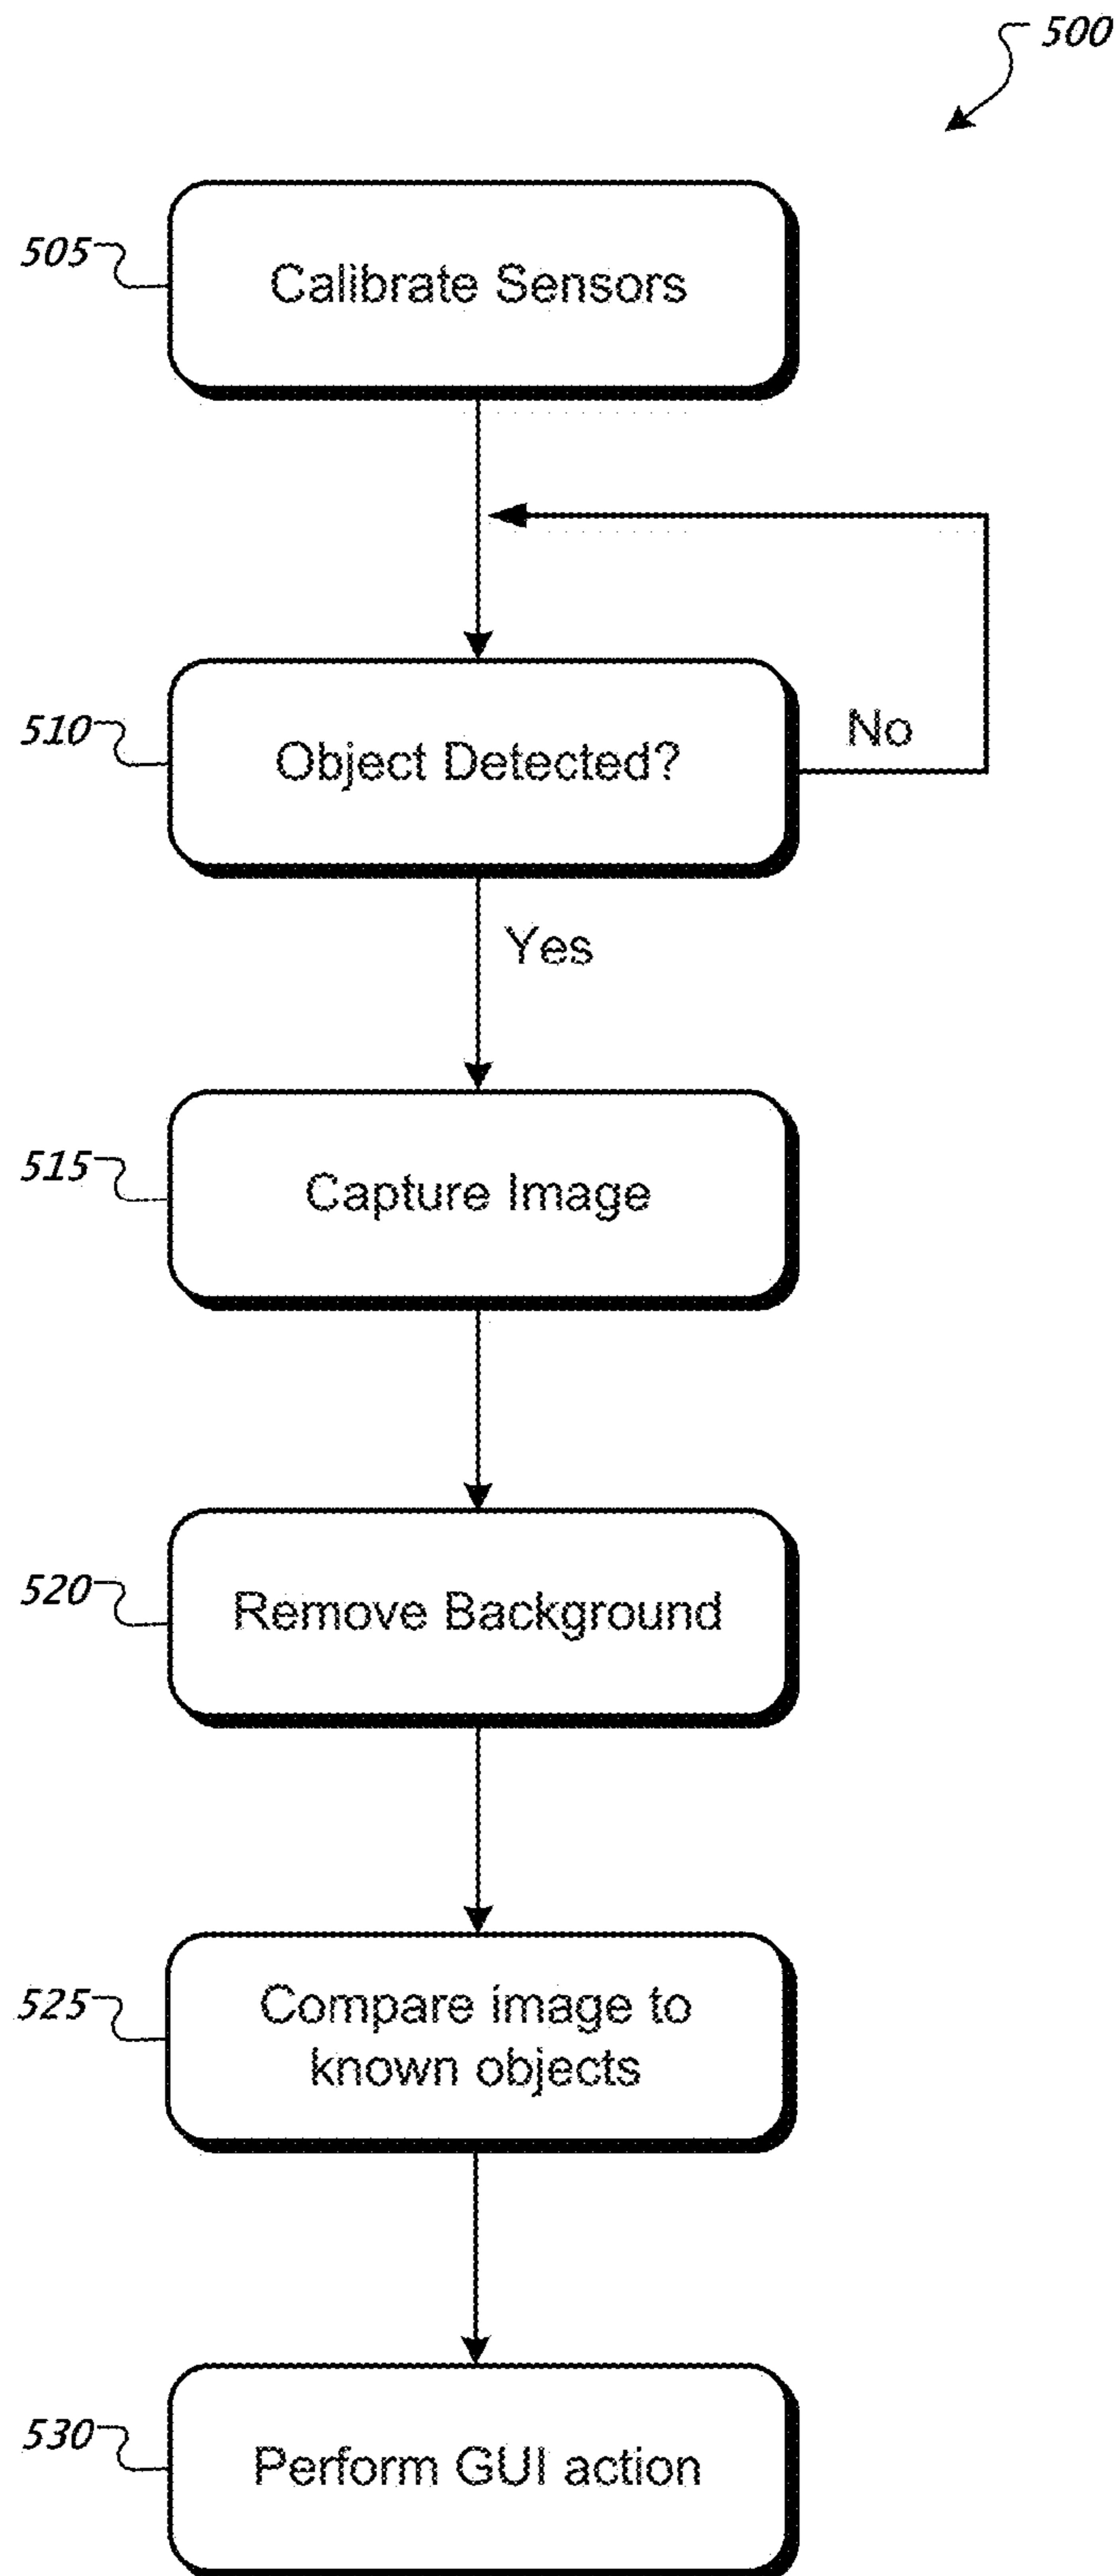 500
505
Calibrate Sensors
510
Object Detected?
No
Yes
515
Capture Image
520
Remove Background
525
Compare image to
known objects
530
Perform GUI action